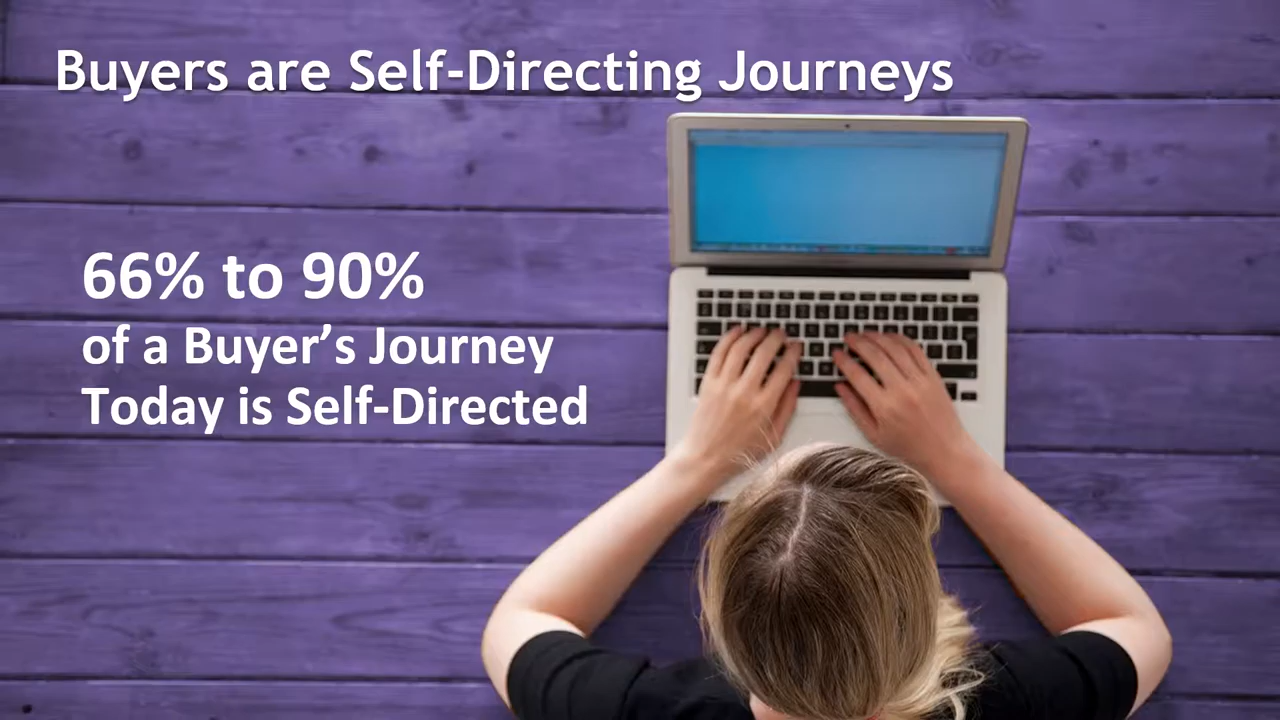 Buyers are Self-Directing Journeys
66% to 90%
of a Buyer’s Journey
Today is Self-Directed